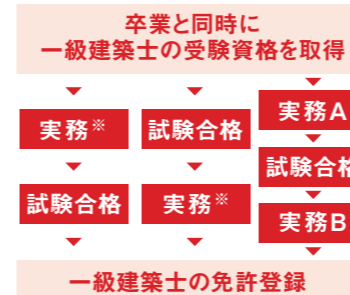 卒業と同時に
一級建築士の受験資格を取得
実務※
試験合格
試験合格
実務※
実務A
試験合格
実務B
一級建築士の免許登録